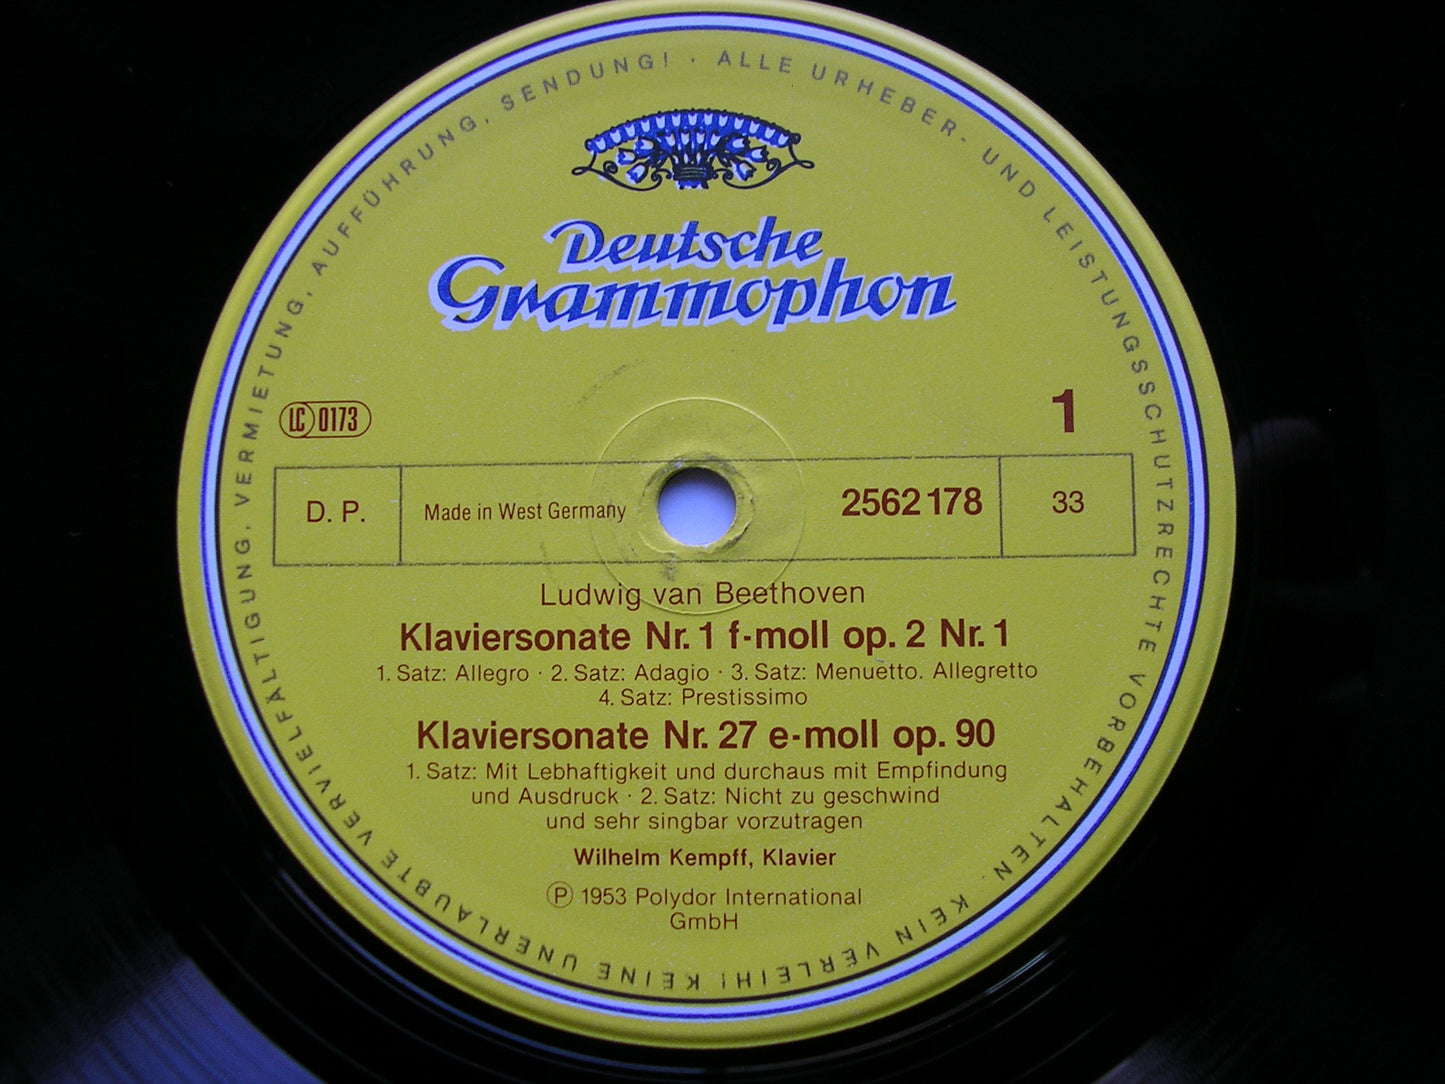 ALLE URHEBER- UND LEISTUNGSSCHUTZRECHTE VORBEHALTEN. KEIN VERLEIH! KEINE UNERLAUBTE VERVIELFÄLTIGUNG, VERMIETUNG, AUFFÜHRUNG, SENDUNG! ·
Deutsche
Grammophon
LC 0173
1
D. P.
Made in West Germany
2562 178
33
Ludwig van Beethoven
Klaviersonate Nr. 1 f-moll op. 2 Nr. 1
1. Satz: Allegro · 2. Satz: Adagio · 3. Satz: Menuetto. Allegretto
4. Satz: Prestissimo
Klaviersonate Nr. 27 e-moll op. 90
1. Satz: Mit Lebhaftigkeit und durchaus mit Empfindung
und Ausdruck · 2. Satz: Nicht zu geschwind
und sehr singbar vorzutragen
Wilhelm Kempff, Klavier
Ⓟ 1953 Polydor International
GmbH